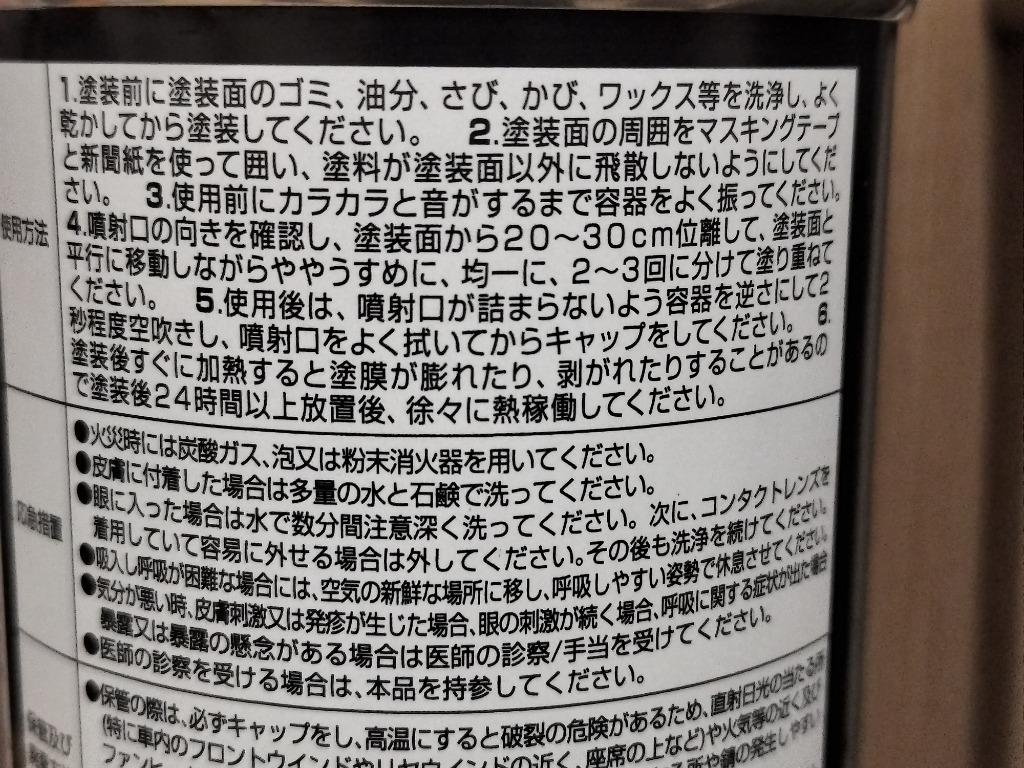 使用方法
1.塗装前に塗装面のゴミ、油分、さび、かび、ワックス等を洗浄し、よく
乾かしてから塗装してください。 2.塗装面の周囲をマスキングテープ
と新聞紙を使って囲い、塗料が塗装面以外に飛散しないようにしてくだ
さい。 3.使用前にカラカラと音がするまで容器をよく振ってください。
4.噴射口の向きを確認し、塗装面から20〜30cm位離して、塗装面と
平行に移動しながらややうすめに、均一に、2〜3回に分けて塗り重ねて
ください。 5.使用後は、噴射口が詰まらないよう容器を逆さにして2
秒程度空吹きし、噴射口をよく拭いてからキャップをしてください。 6.
塗装後すぐに加熱すると塗膜が膨れたり、剥がれたりすることがあるの
で塗装後24時間以上放置後、徐々に熱稼働してください。
応急措置
●火災時には炭酸ガス、泡又は粉末消火器を用いてください。
●皮膚に付着した場合は多量の水と石鹸で洗ってください。
●眼に入った場合は水で数分間注意深く洗ってください。次に、コンタクトレンズを
着用していて容易に外せる場合は外してください。その後も洗浄を続けてください。
●吸入し呼吸が困難な場合には、空気の新鮮な場所に移し、呼吸しやすい姿勢で休息させてください。
●気分が悪い時、皮膚刺激又は発疹が生じた場合、眼の刺激が続く場合、呼吸に関する症状が出た場合
暴露又は暴露の懸念がある場合は医師の診察/手当を受けてください。
●医師の診察を受ける場合は、本品を持参してください。
保管及び
●保管の際は、必ずキャップをし、高温にすると破裂の危険があるため、直射日光の当たる所
(特に車内のフロントウインドやリヤウインドの近く、座席の上など)や火気等の近く及び